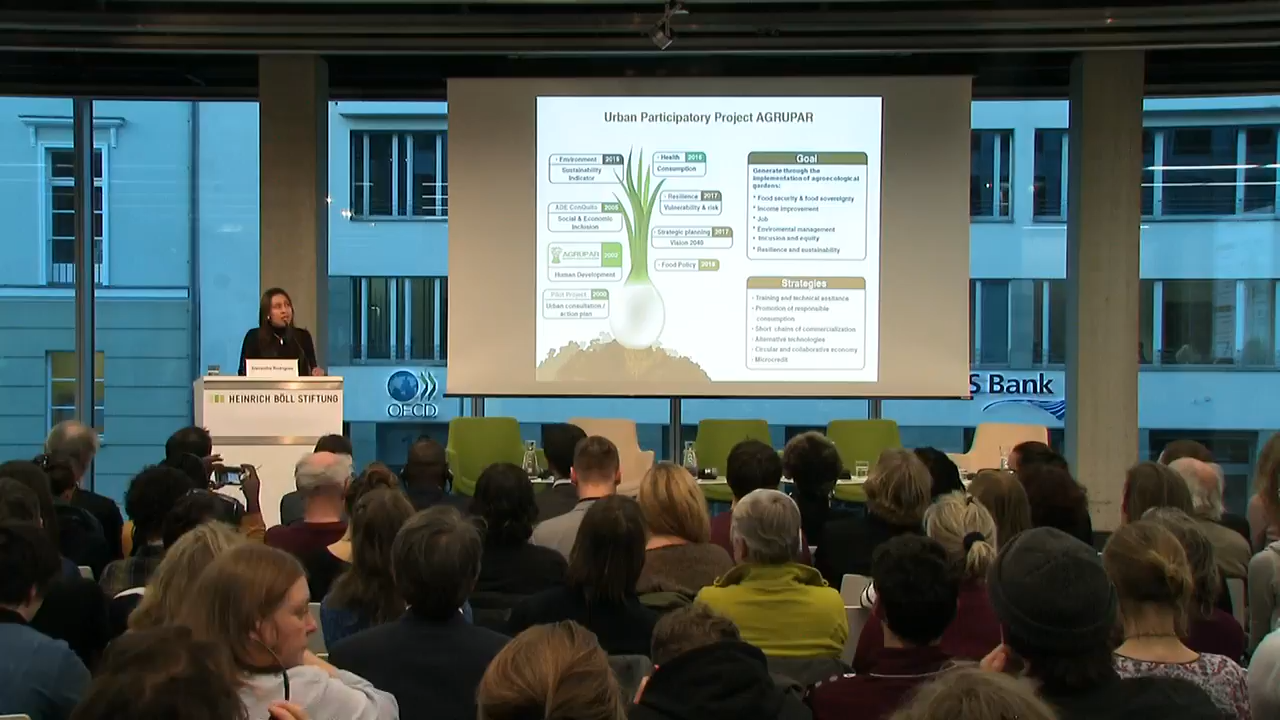 Urban Participatory Project AGRUPAR
· Environment 2016
Sustainability
Indicator
· Health 2016
Consumption
ADE ConQuito 2005
Social & Economic
Inclusion
· Resilience 2017
Vulnerability & risk
· Strategic planning 2017
Vision 2040
AGRUPAR 2002
Human Development
· Food Policy 2018
Pilot Project 2000
Urban consultation /
action plan
Goal
Generate through the
implementation of agroecological
gardens:
* Food security & food sovereignty
* Income improvement
* Job
* Enviromental management
* Inclusion and equity
* Resilience and sustainability
Strategies
- Training and technical assitance
- Promotion of responsible
consumption
- Short chains of commercialization
- Alternative technologies
- Circular and collaborative economy
- Microcredit
HEINRICH BÖLL STIFTUNG
OECD
S Bank